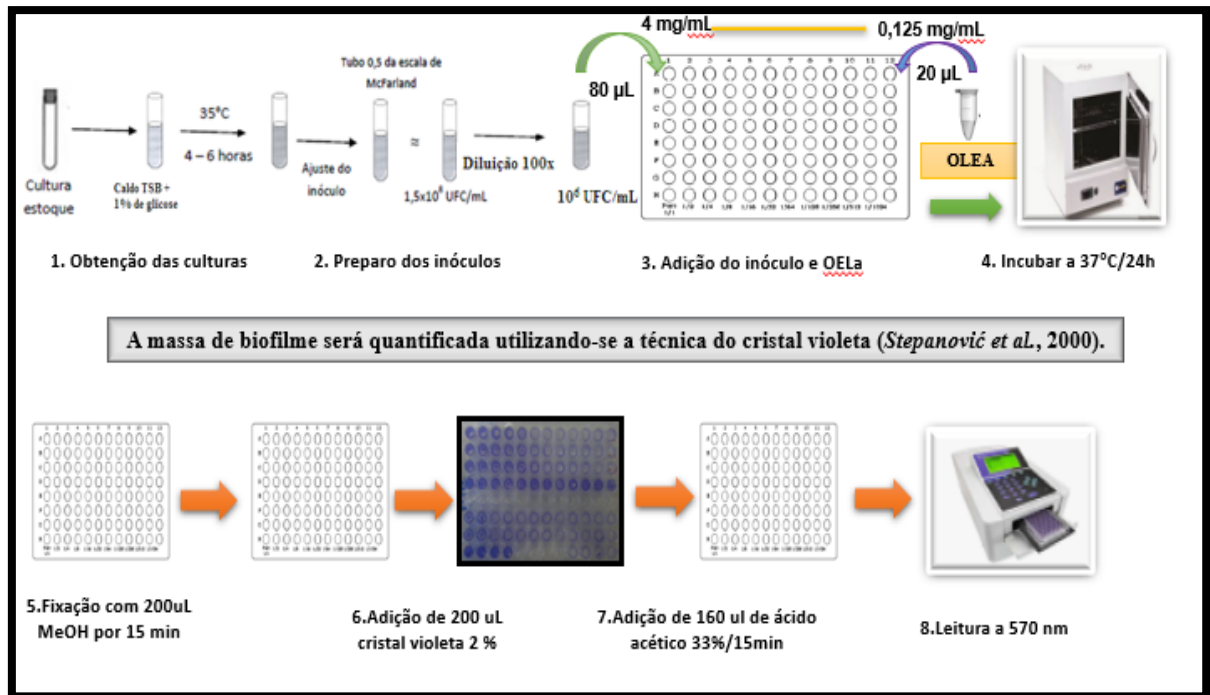 4 mg/mL
0,125 mg/mL
Tubo 0,5 da escala de
McFarland
80 µL
20 µL
35°C
4 – 6 horas
Ajuste do
inóculo
≈
Diluição 100x
OLEA
Cultura
estoque
Caldo TSB +
1% de glicose
1,5x10⁸ UFC/mL
UFC/mL
1. Obtenção das culturas
2. Preparo dos inóculos
3. Adição do inóculo e OELa
4. Incubar a 37°C/24h
A massa de biofilme será quantificada utilizando-se a técnica do cristal violeta (Stepanović et al., 2000).
5.Fixação com 200uL
MeOH por 15 min
6.Adição de 200 uL
cristal violeta 2 %
7.Adição de 160 ul de ácido
acético 33%/15min
8.Leitura a 570 nm